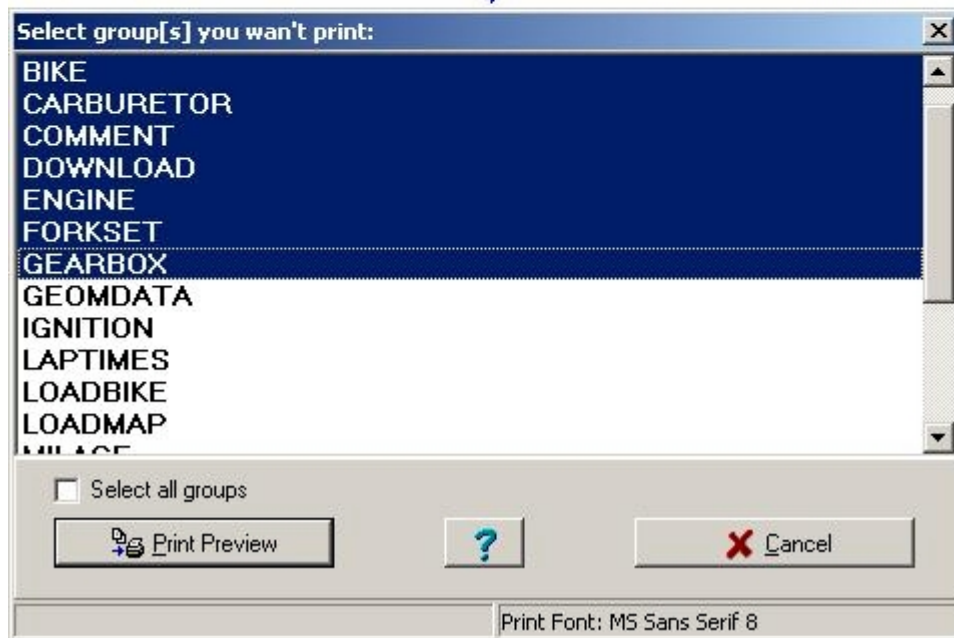 Select group[s] you wan't print:
BIKE
CARBURETOR
COMMENT
DOWNLOAD
ENGINE
FORKSET
GEARBOX
GEOMDATA
IGNITION
LAPTIMES
LOADBIKE
LOADMAP
MILAGE
Select all groups
Print Preview
?
Cancel
Print Font: MS Sans Serif 8